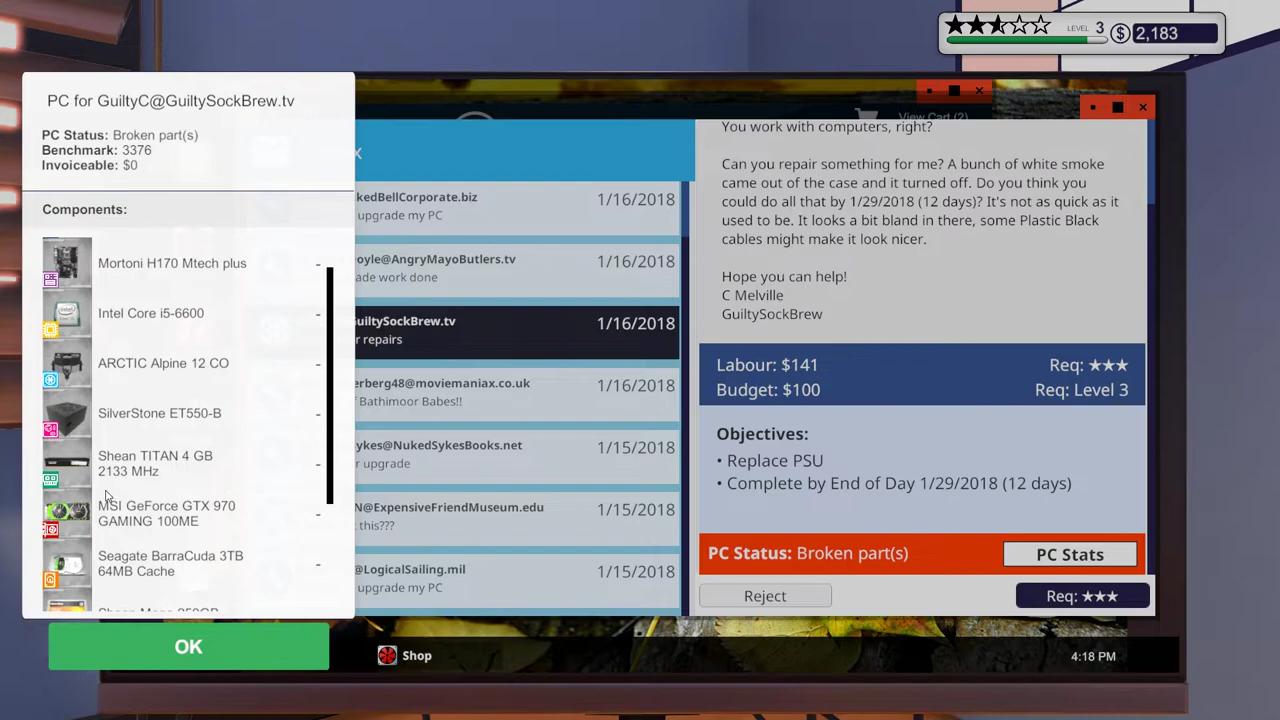 LEVEL 3
$ 2,183
PC for GuiltyC@GuiltySockBrew.tv
PC Status: Broken part(s)
Benchmark: 3376
Invoiceable: $0
Components:
Mortoni H170 Mtech plus -
Intel Core i5-6600 -
ARCTIC Alpine 12 CO -
SilverStone ET550-B -
Shean TITAN 4 GB
2133 MHz -
MSI GeForce GTX 970
GAMING 100ME -
Seagate BarraCuda 3TB
64MB Cache -
OK
View Cart (2)
x
kedBellCorporate.biz 1/16/2018
upgrade my PC
oyle@AngryMayoButlers.tv 1/16/2018
ade work done
GuiltySockBrew.tv 1/16/2018
r repairs
erberg48@moviemaniax.co.uk 1/16/2018
f Bathimoor Babes!!
ykes@NukedSykesBooks.net 1/15/2018
r upgrade
N@ExpensiveFriendMuseum.edu 1/15/2018
t this???
@LogicalSailing.mil 1/15/2018
upgrade my PC
You work with computers, right?
Can you repair something for me? A bunch of white smoke
came out of the case and it turned off. Do you think you
could do all that by 1/29/2018 (12 days)? It's not as quick as it
used to be. It looks a bit bland in there, some Plastic Black
cables might make it look nicer.
Hope you can help!
C Melville
GuiltySockBrew
Labour: $141 Req: ★★★
Budget: $100 Req: Level 3
Objectives:
• Replace PSU
• Complete by End of Day 1/29/2018 (12 days)
PC Status: Broken part(s) PC Stats
Reject Req: ★★★
Shop
4:18 PM